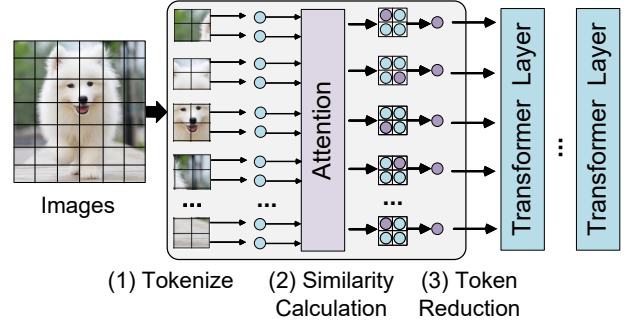 Images
...
...
...
Attention
Transformer Layer
...
Transformer Layer
(1) Tokenize
(2) Similarity
Calculation
(3) Token
Reduction